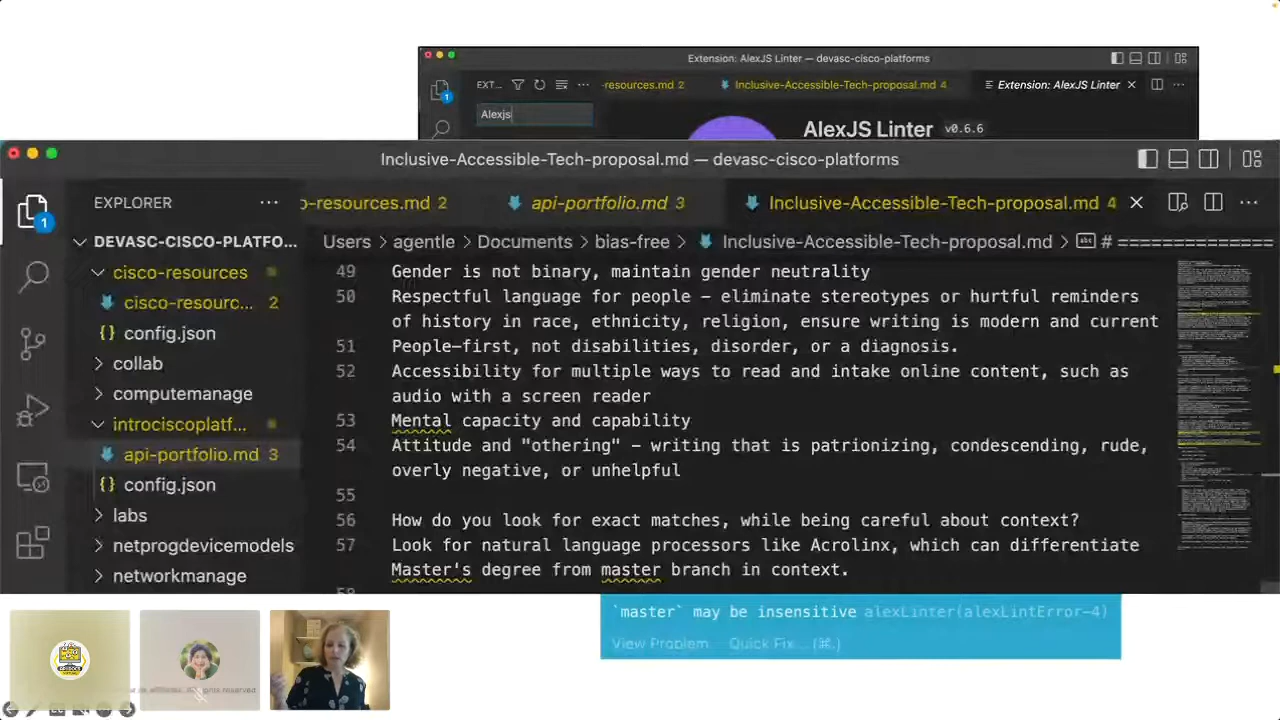 Extension: AlexJS Linter — devasc-cisco-platforms
EXT... -resources.md 2 Inclusive-Accessible-Tech-proposal.md 4 Extension: AlexJS Linter
1
Alexjs
AlexJS Linter v0.6.6
Inclusive-Accessible-Tech-proposal.md — devasc-cisco-platforms
EXPLORER
o-resources.md 2 api-portfolio.md 3 Inclusive-Accessible-Tech-proposal.md 4
1
DEVASC-CISCO-PLATFO...
cisco-resources
cisco-resourc... 2
config.json
collab
computemanage
introciscoplatf...
api-portfolio.md 3
config.json
labs
netprogdevicemodels
networkmanage
Users > agentle > Documents > bias-free > Inclusive-Accessible-Tech-proposal.md > abc # ====================
49 Gender is not binary, maintain gender neutrality
50 Respectful language for people – eliminate stereotypes or hurtful reminders
of history in race, ethnicity, religion, ensure writing is modern and current
51 People-first, not disabilities, disorder, or a diagnosis.
52 Accessibility for multiple ways to read and intake online content, such as
audio with a screen reader
53 Mental capacity and capability
54 Attitude and – writing that is patronizing, condescending, rude,
overly negative, or unhelpful
55
56 How do you look for exact matches, while being careful about context?
57 Look for language processors like Acrolinx, which can differentiate
Master's degree from master branch in context.
58
`master` may be insensitive alexLinter(alexLintError-4)
View Problem Quick Fix... (⌘.)